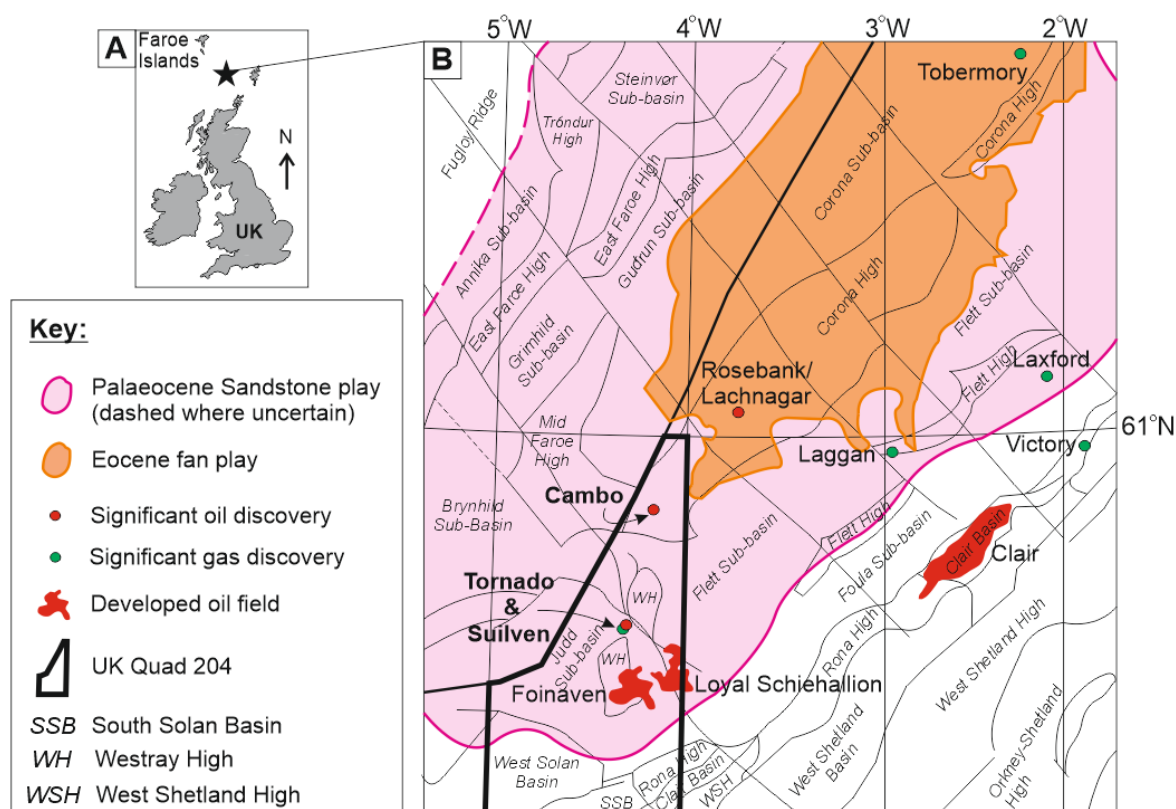 A
Faroe
Islands
N
UK
Key:
Palaeocene Sandstone play
(dashed where uncertain)
Eocene fan play
Significant oil discovery
Significant gas discovery
Developed oil field
UK Quad 204
SSB South Solan Basin
WH Westray High
WSH West Shetland High
5°W
4°W
3°W
2°W
B
Tobermory
Steinvør
Sub-basin
Fugloy Ridge
Tróndur
High
Corona High
Corona Sub-basin
East Faroe High
Gudrun Sub-basin
Annika Sub-basin
East Faroe High
Grimhild
Sub-basin
Corona High
Flett Sub-basin
Rosebank/
Lachnagar
Flett High
Laxford
61°N
Mid
Faroe
High
Laggan
Victory
Brynhild
Sub-Basin
Cambo
Flett Sub-basin
Flett High
Foula Sub-basin
Clair Basin
Clair
Tornado
&
Suilven
WH
Judd
Sub-basin
WH
Rona High
West Shetland High
Foinaven
Loyal Schiehallion
West Solan
Basin
Rona High
Clair Basin
SSB
WSH
West Shetland
Basin
Orkney-Shetland
High